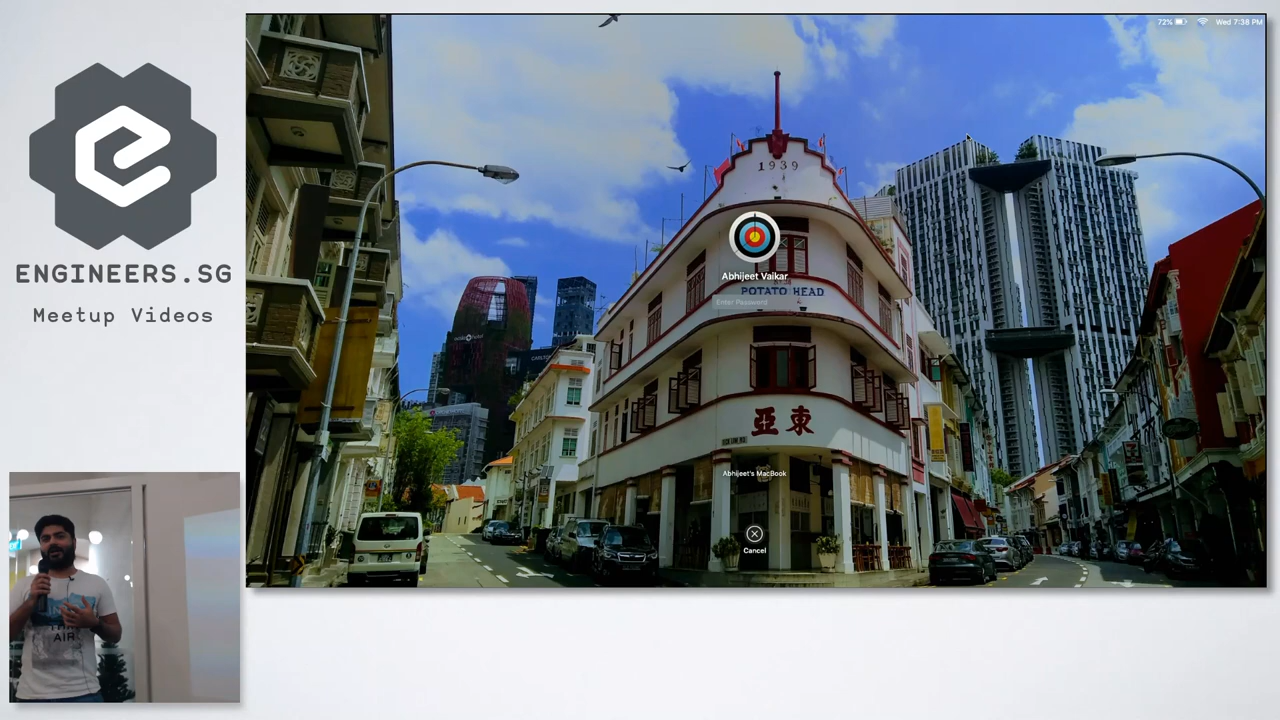 ENGINEERS.SG
Meetup Videos
72%
Wed 7:38 PM
1939
Abhijeet Vaikar
POTATO HEAD
Enter Password
亞東
Abhijeet's MacBook
Cancel
AIR